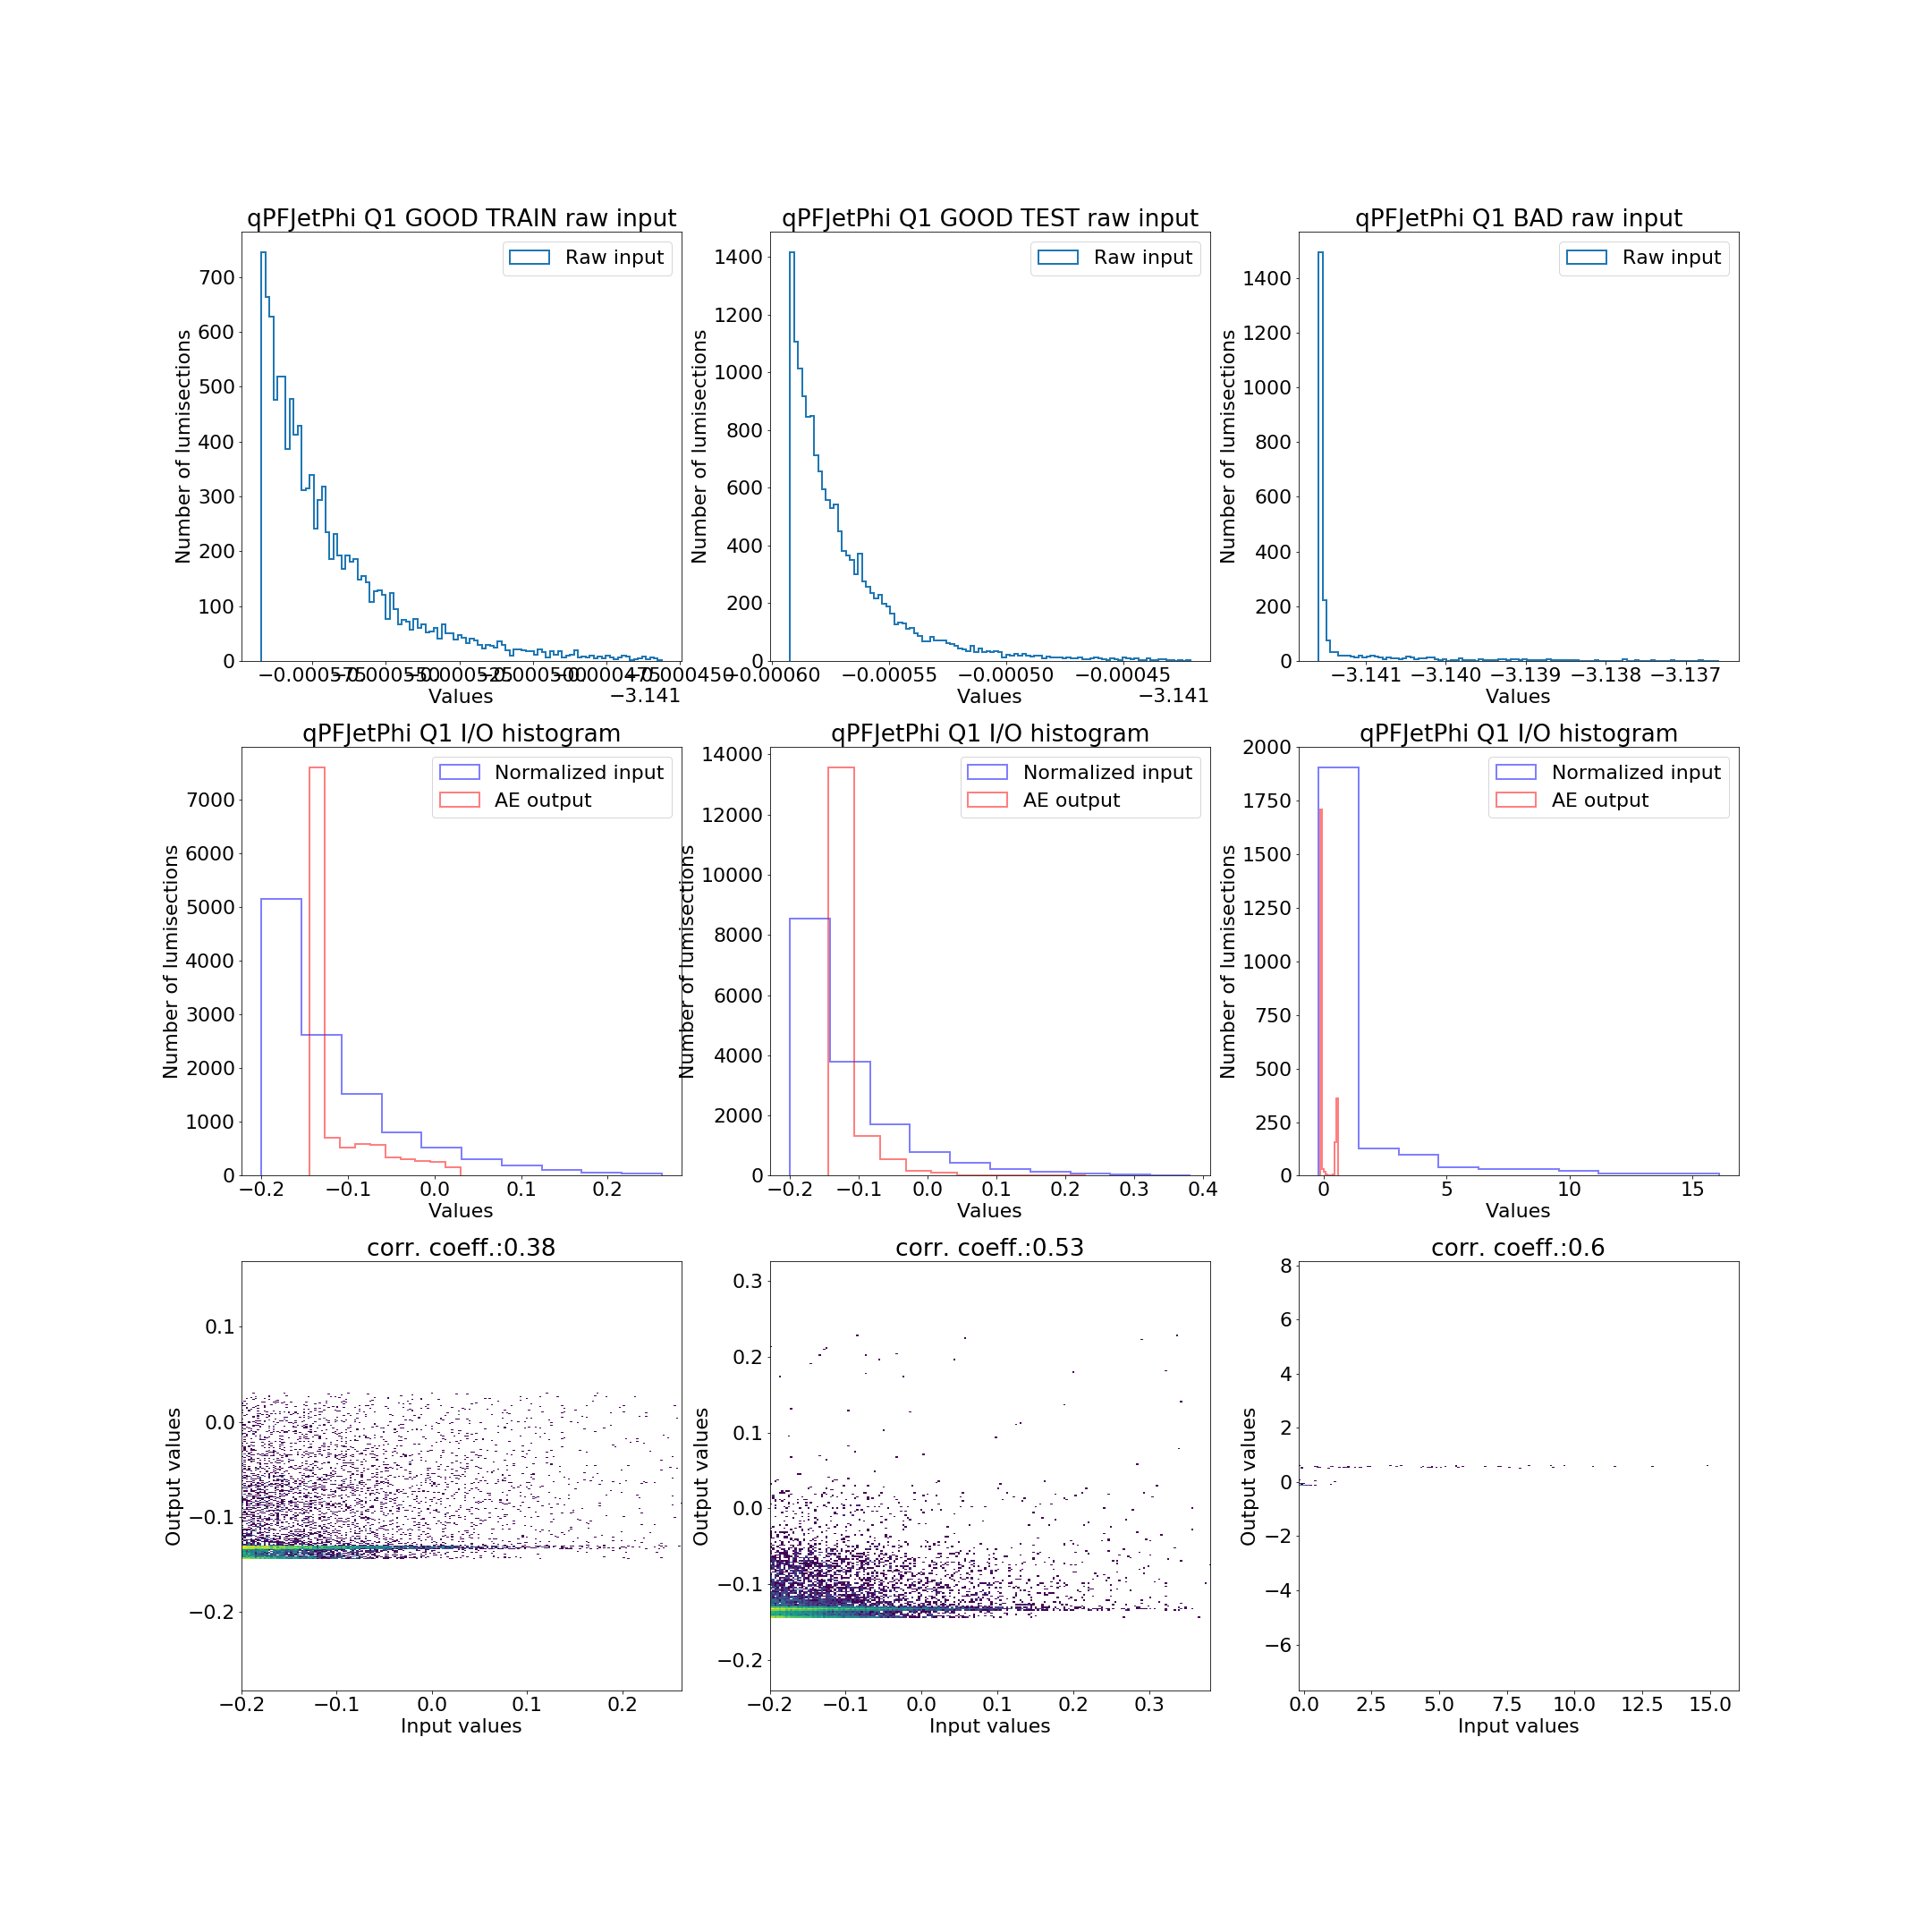 qPFJetPhi Q1 GOOD TRAIN raw input
Raw input
Number of lumisections
700
600
500
400
300
200
100
0
−0.000575
−0.000550
−0.000525
−0.000500
−0.000475
−0.000450
Values
−3.141
qPFJetPhi Q1 GOOD TEST raw input
Raw input
Number of lumisections
1400
1200
1000
800
600
400
200
0
−0.00060 −0.00055 −0.00050 −0.00045
Values
−3.141
qPFJetPhi Q1 BAD raw input
Raw input
Number of lumisections
1400
1200
1000
800
600
400
200
0
−3.141 −3.140 −3.139 −3.138 −3.137
Values
qPFJetPhi Q1 I/O histogram
Normalized input
AE output
Number of lumisections
7000
6000
5000
4000
3000
2000
1000
0
−0.2 −0.1 0.0 0.1 0.2
Values
qPFJetPhi Q1 I/O histogram
Normalized input
AE output
Number of lumisections
14000
12000
10000
8000
6000
4000
2000
0
−0.2 −0.1 0.0 0.1 0.2 0.3 0.4
Values
qPFJetPhi Q1 I/O histogram
Normalized input
AE output
Number of lumisections
2000
1750
1500
1250
1000
750
500
250
0
0 5 10 15
Values
corr. coeff.:0.38
Output values
0.1
0.0
−0.1
−0.2
−0.2 −0.1 0.0 0.1 0.2
Input values
corr. coeff.:0.53
Output values
0.3
0.2
0.1
0.0
−0.1
−0.2
−0.2 −0.1 0.0 0.1 0.2 0.3
Input values
corr. coeff.:0.6
Output values
8
6
4
2
0
−2
−4
−6
0.0 2.5 5.0 7.5 10.0 12.5 15.0
Input values